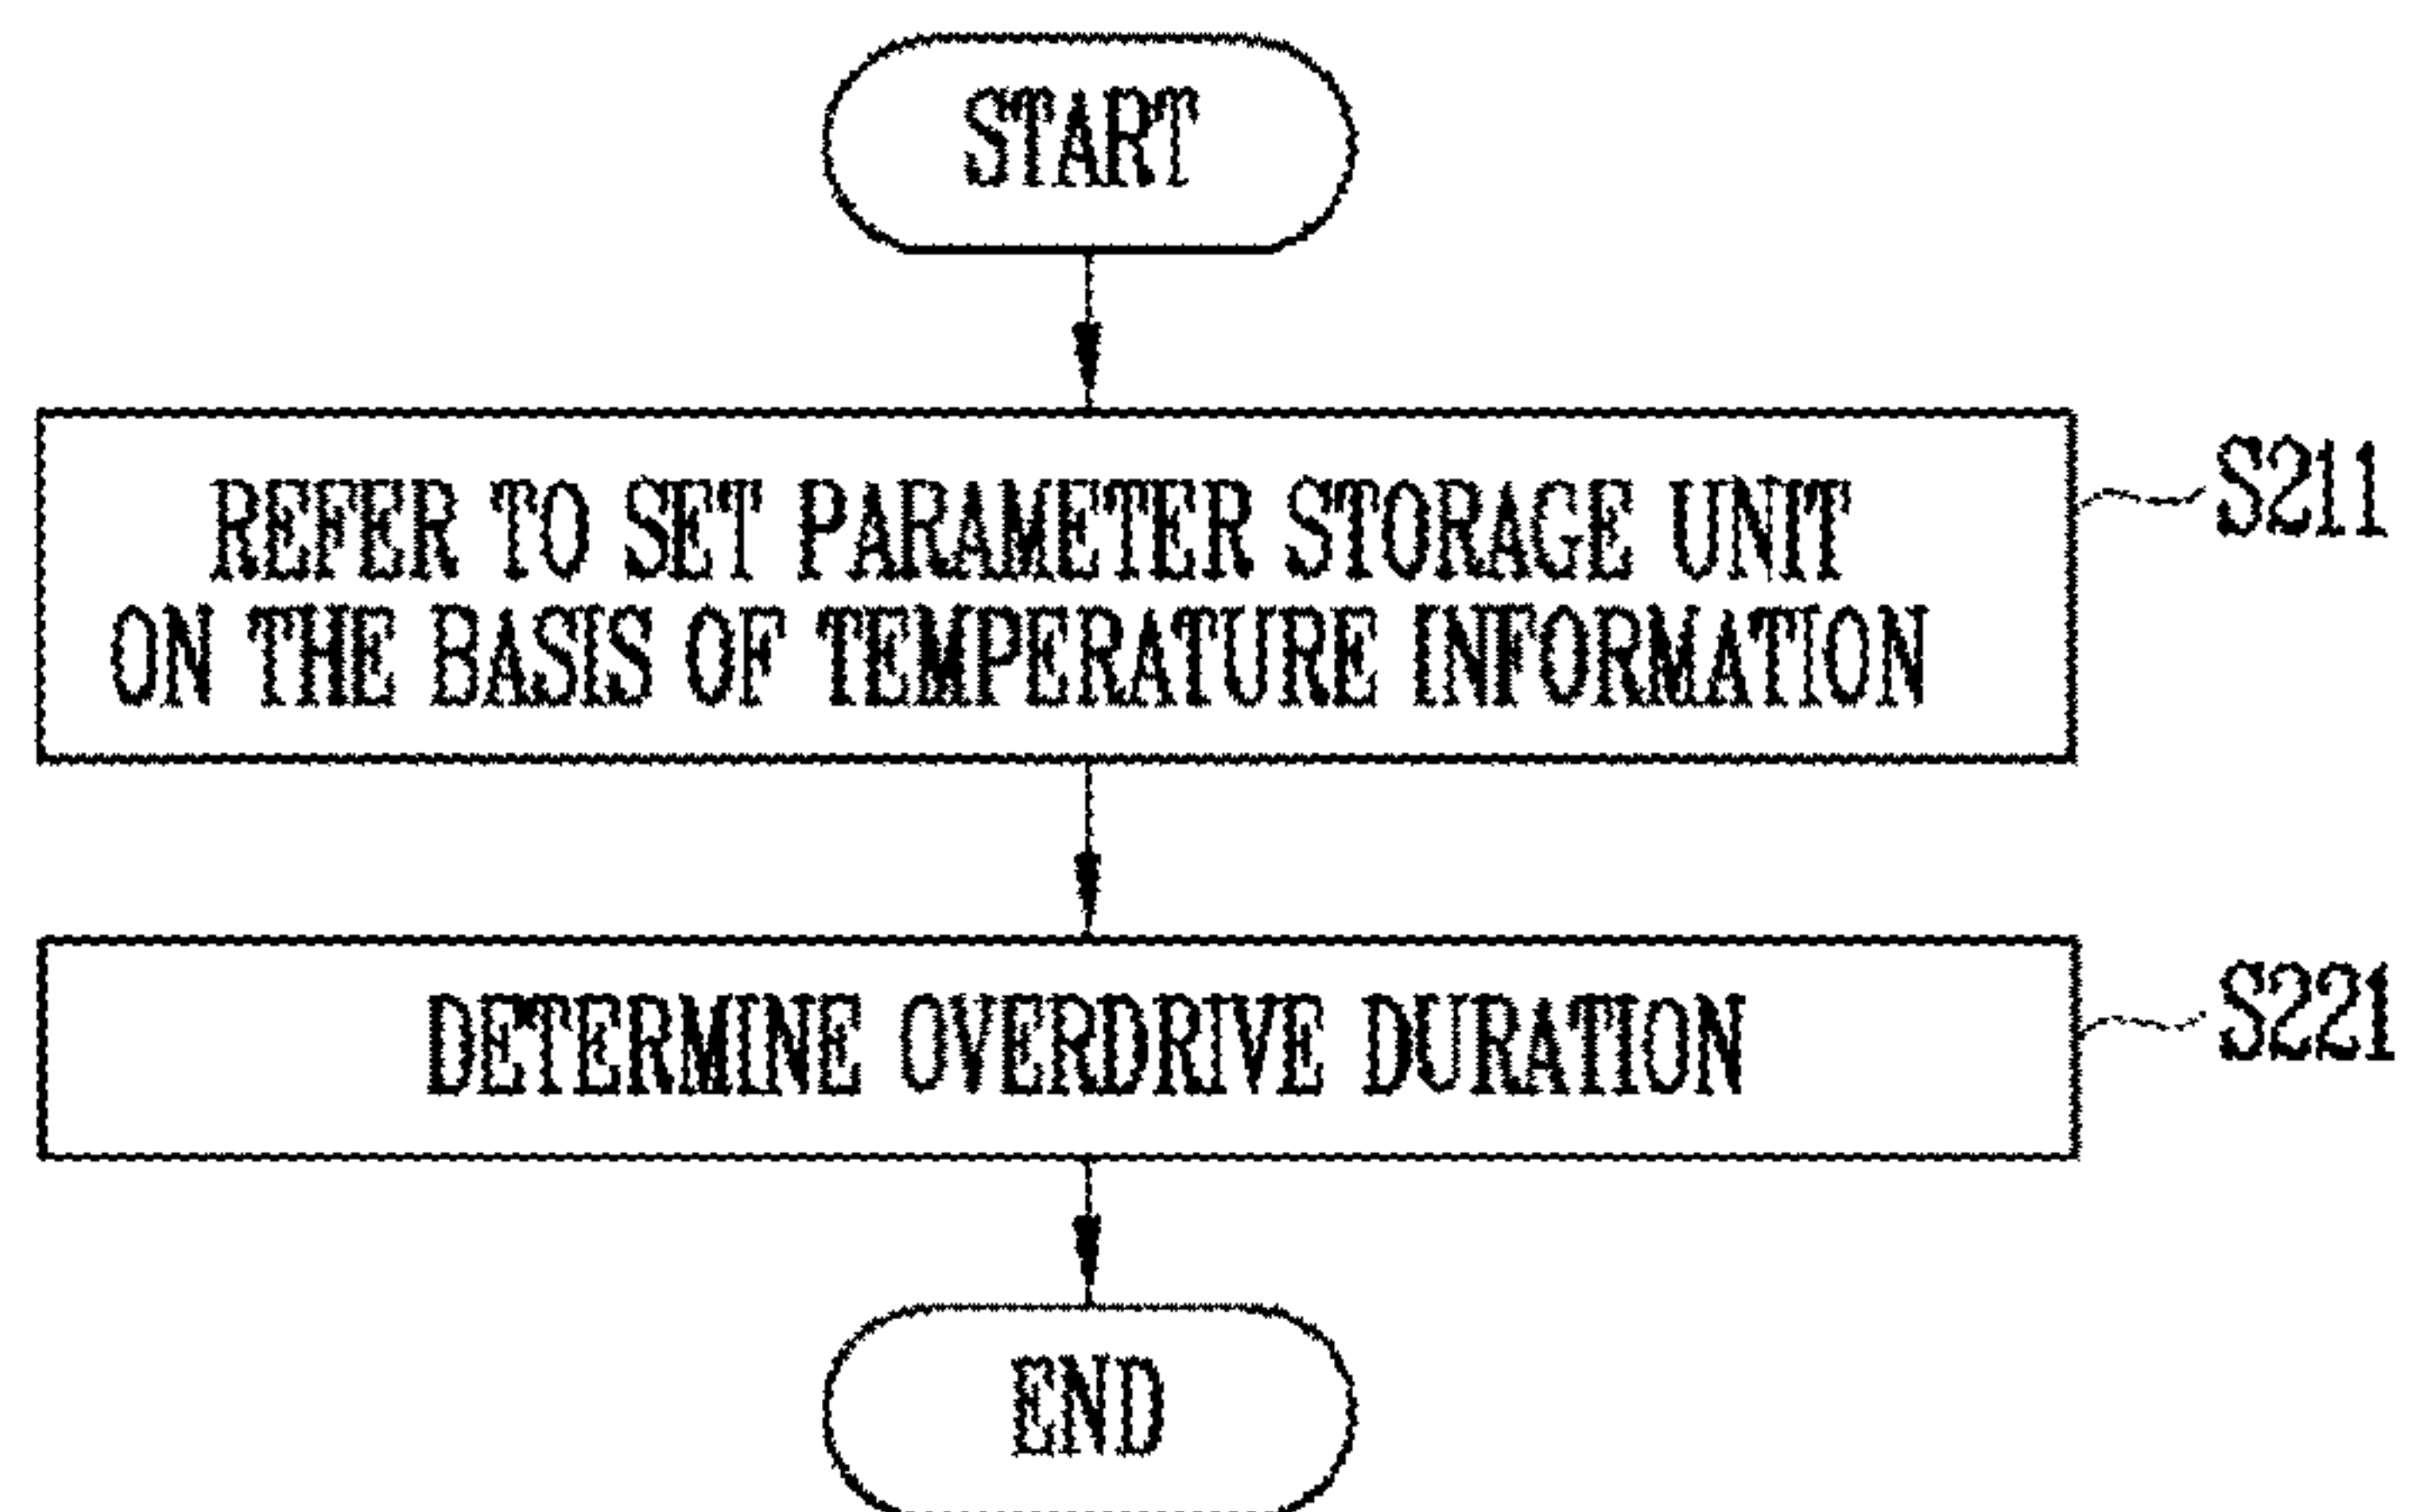 START
REFER TO SET PARAMETER STORAGE UNIT
ON THE BASIS OF TEMPERATURE INFORMATION
S211
DETERMINE OVERDRIVE DURATION
S221
END